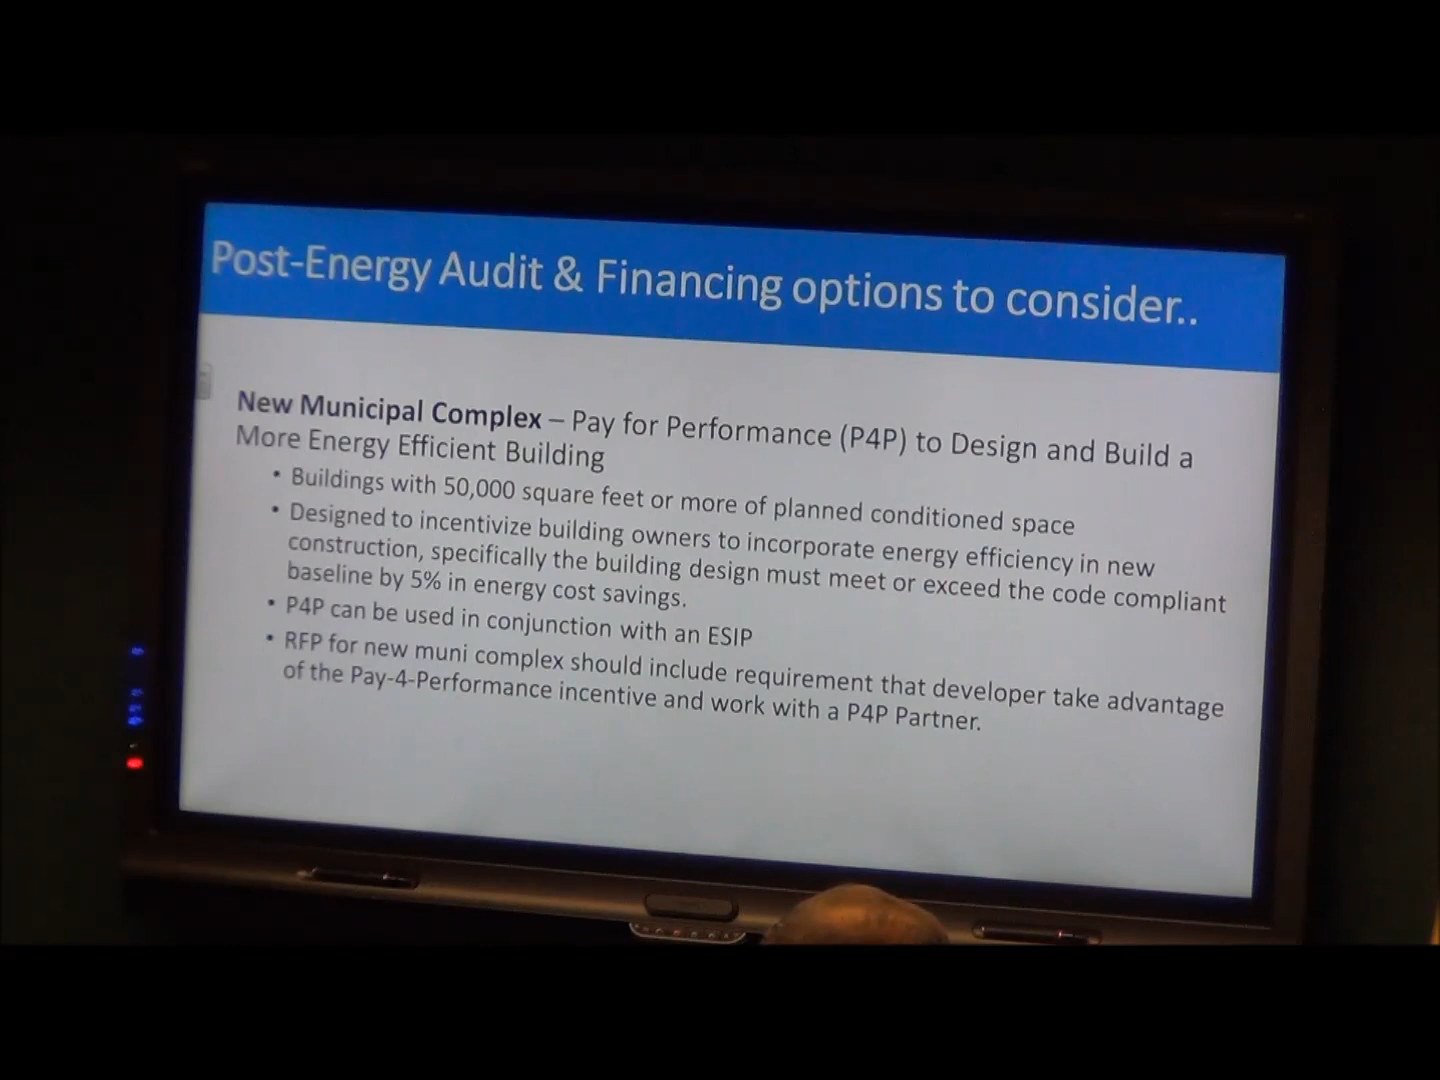 Post-Energy Audit & Financing options to consider..
New Municipal Complex – Pay for Performance (P4P) to Design and Build a
More Energy Efficient Building
• Buildings with 50,000 square feet or more of planned conditioned space
• Designed to incentivize building owners to incorporate energy efficiency in new
construction, specifically the building design must meet or exceed the code compliant
baseline by 5% in energy cost savings.
• P4P can be used in conjunction with an ESIP
• RFP for new muni complex should include requirement that developer take advantage
of the Pay-4-Performance incentive and work with a P4P Partner.